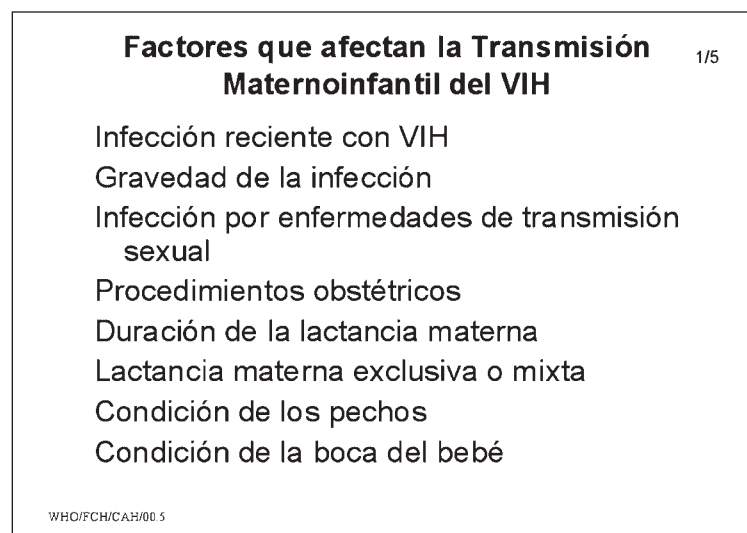 Factores que afectan la Transmisión
1/5
Maternoinfantil del VIH
Infección reciente con VIH
Gravedad de la infección
Infección por enfermedades de transmisión
sexual
Procedimientos obstétricos
Duración de la lactancia materna
Lactancia materna exclusiva o mixta
Condición de los pechos
Condición de la boca del bebé
WHO/FCH/CAH/00.5